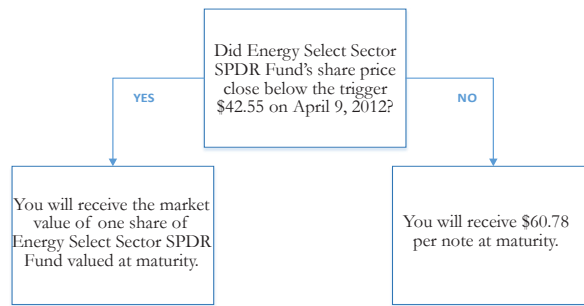 Did Energy Select Sector
SPDR Fund's share price
close below the trigger
$42.55 on April 9, 2012?
YES
NO
You will receive the market
value of one share of
Energy Select Sector SPDR
Fund valued at maturity.
You will receive $60.78
per note at maturity.